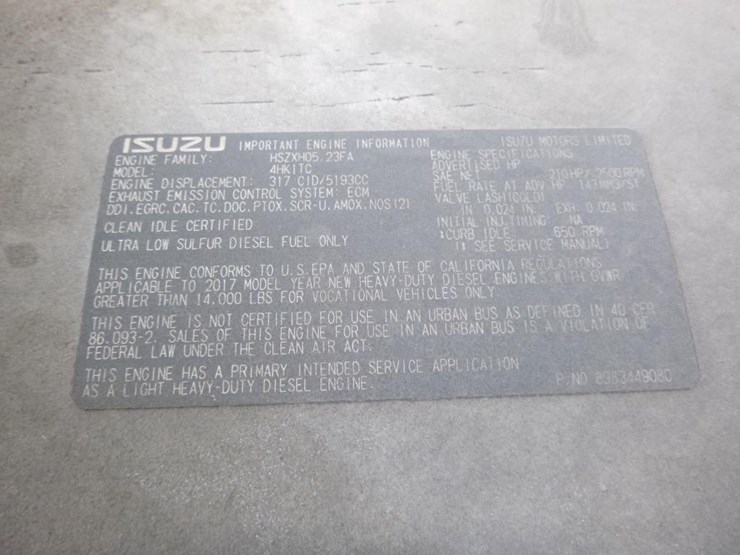 ISUZU IMPORTANT ENGINE INFORMATION ISUZU MOTORS LIMITED
ENGINE FAMILY: HSZXH05.23FA
MODEL: 4HK1TC
ENGINE DISPLACEMENT: 317 CID/5193CC
EXHAUST EMISSION CONTROL SYSTEM: ECM
DDI.EGRC.CAC.TC.DOC.PTOX.SCR-U.AMOX.NOS121
CLEAN IDLE CERTIFIED
ULTRA LOW SULFUR DIESEL FUEL ONLY
ENGINE SPECIFICATIONS
ADVERTISED HP
SAE NET 210HP/2500RPM
FUEL RATE AT ADV HP 143MM3/ST
VALVE LASH(COLD)
IN 0.024 IN. EXH 0.024 IN
INITIAL INJ.TIMING NA
*CURB IDLE 650 RPM
(* SEE SERVICE MANUAL)
THIS ENGINE CONFORMS TO U.S.EPA AND STATE OF CALIFORNIA REGULATIONS
APPLICABLE TO 2017 MODEL YEAR NEW HEAVY-DUTY DIESEL ENGINES WITH GVWR
GREATER THAN 14.000 LBS FOR VOCATIONAL VEHICLES ONLY
THIS ENGINE IS NOT CERTIFIED FOR USE IN AN URBAN BUS AS DEFINED IN 40 CFR
86.093-2. SALES OF THIS ENGINE FOR USE IN AN URBAN BUS IS A VIOLATION OF
FEDERAL LAW UNDER THE CLEAN AIR ACT.
THIS ENGINE HAS A PRIMARY INTENDED SERVICE APPLICATION
AS A LIGHT HEAVY-DUTY DIESEL ENGINE. P/NO 8983449080